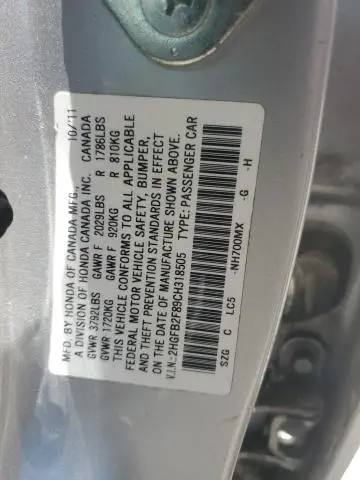 MFD. BY HONDA OF CANADA MFG., 10/'11
A DIVISION OF HONDA CANADA INC. CANADA
GVWR 3792LBS GAWR F 2029LBS R 1786LBS
GVWR 1720KG GAWR F 920KG R 810KG
THIS VEHICLE CONFORMS TO ALL APPLICABLE
FEDERAL MOTOR VEHICLE SAFETY, BUMPER,
AND THEFT PREVENTION STANDARDS IN EFFECT
ON THE DATE OF MANUFACTURE SHOWN ABOVE.
V.I.N.:2HGFB2F89CH318505 TYPE:PASSENGER CAR
SZG C LC5 -NH700MX -G -H